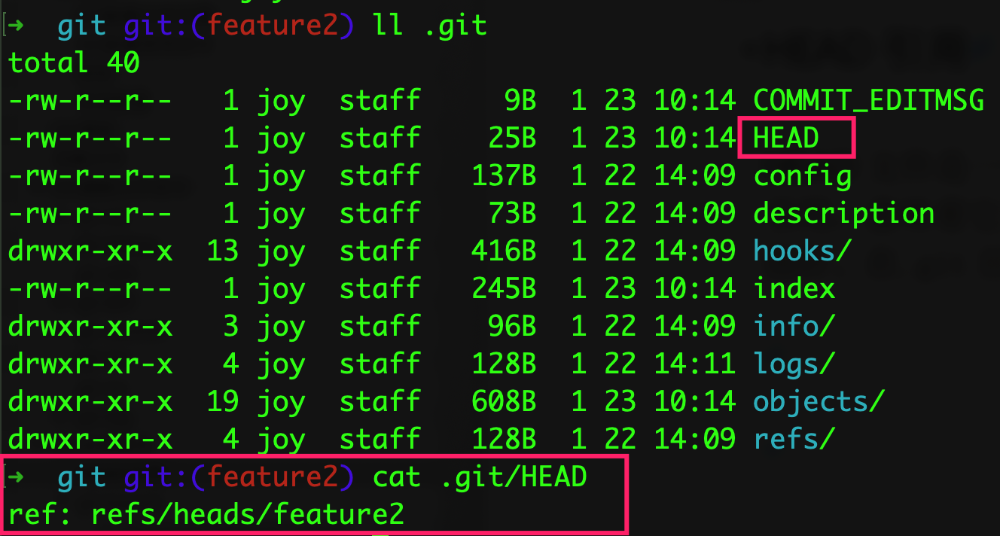 ➜  git git:(feature2) ll .git
total 40
-rw-r--r--   1 joy  staff     9B  1 23 10:14 COMMIT_EDITMSG
-rw-r--r--   1 joy  staff    25B  1 23 10:14 HEAD
-rw-r--r--   1 joy  staff   137B  1 22 14:09 config
-rw-r--r--   1 joy  staff    73B  1 22 14:09 description
drwxr-xr-x  13 joy  staff   416B  1 22 14:09 hooks/
-rw-r--r--   1 joy  staff   245B  1 23 10:14 index
drwxr-xr-x   3 joy  staff    96B  1 22 14:09 info/
drwxr-xr-x   4 joy  staff   128B  1 22 14:11 logs/
drwxr-xr-x  19 joy  staff   608B  1 23 10:14 objects/
drwxr-xr-x   4 joy  staff   128B  1 22 14:09 refs/
➜  git git:(feature2) cat .git/HEAD
ref: refs/heads/feature2